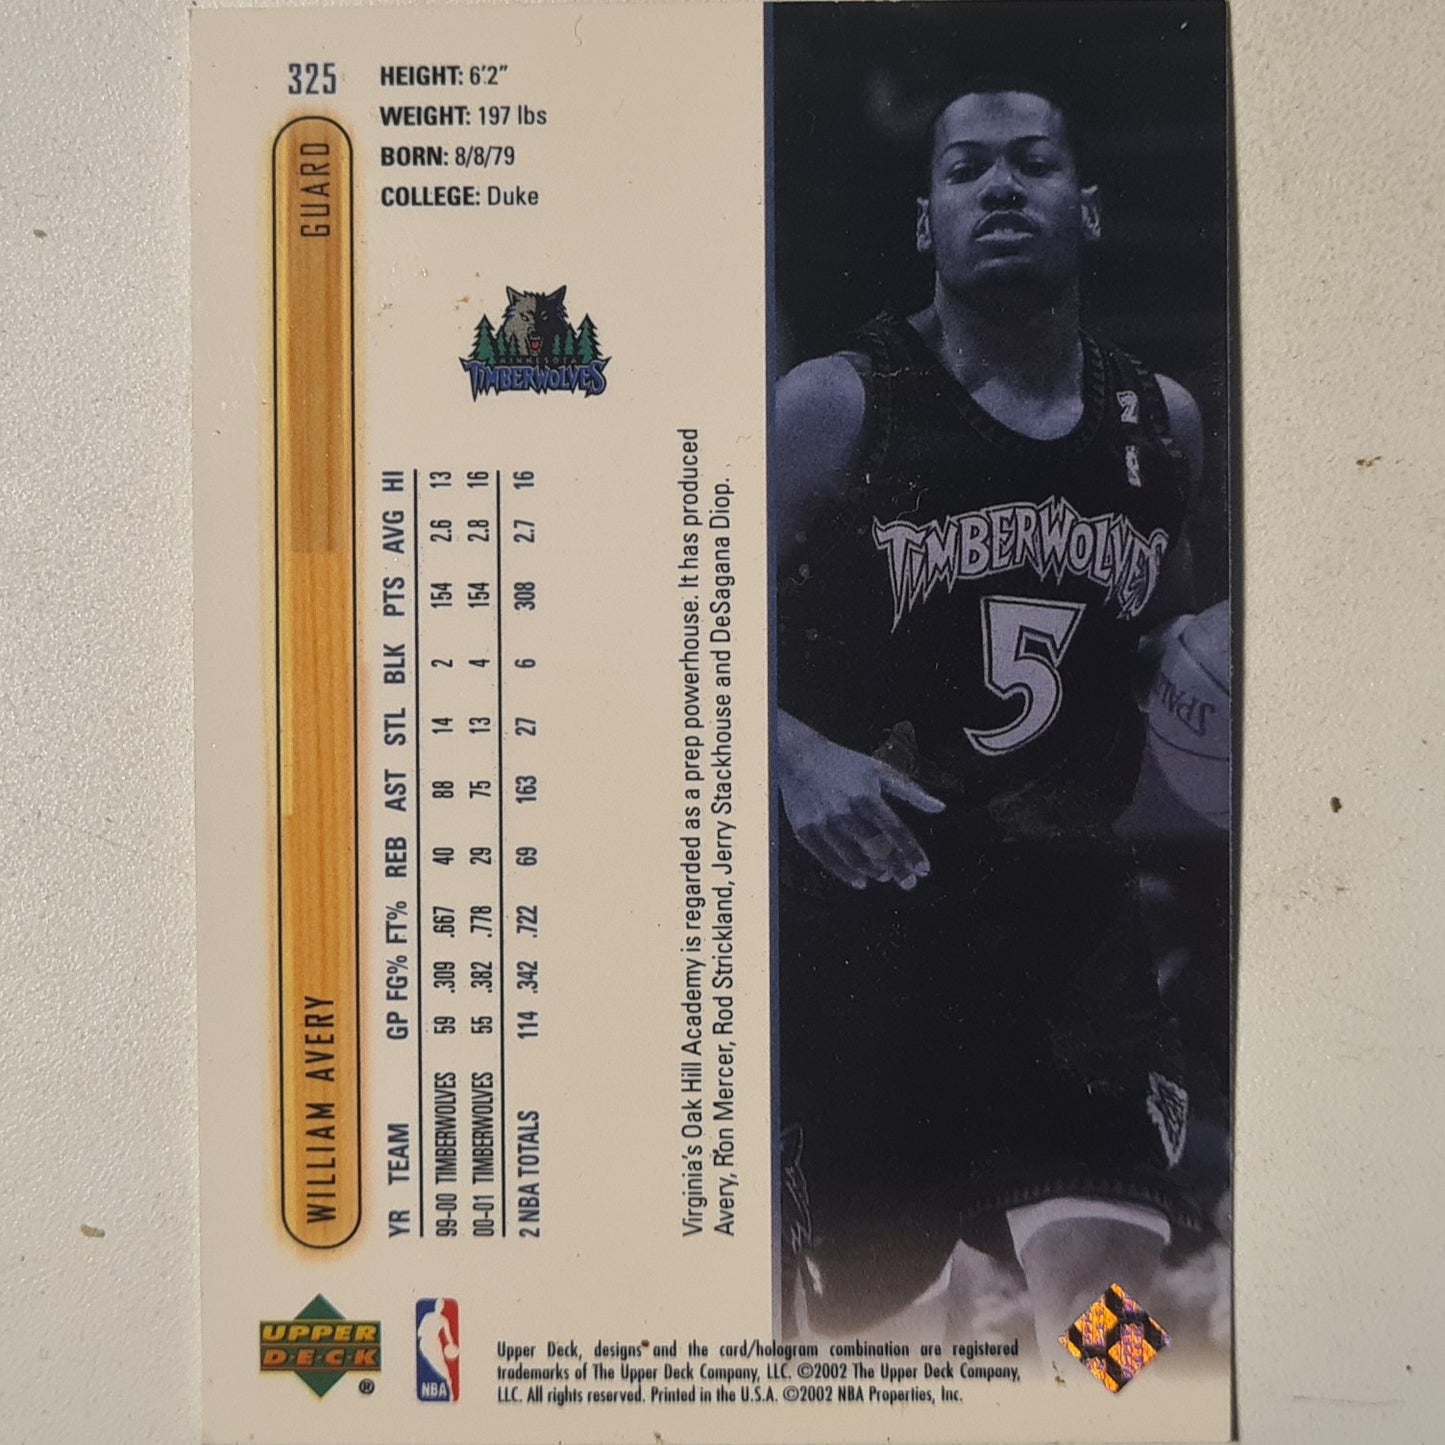 325
HEIGHT: 6'2"
WEIGHT: 197 lbs
BORN: 8/8/79
COLLEGE: Duke
WILLIAM AVERY GUARD
MINNESOTA
TIMBERWOLVES
YR TEAM GP FG% FT% REB AST STL BLK PTS AVG HI
99-00 TIMBERWOLVES 59 .309 .667 40 88 14 2 154 2.6 13
00-01 TIMBERWOLVES 55 .382 .778 29 75 13 4 154 2.8 16
2 NBA TOTALS 114 .342 .722 69 163 27 6 308 2.7 16
Virginia's Oak Hill Academy is regarded as a prep powerhouse. It has produced
Avery, Ron Mercer, Rod Strickland, Jerry Stackhouse and DeSagana Diop.
TIMBERWOLVES
5
2
SPALD
UPPER
D·E·C·K
®
NBA
Upper Deck, designs and the card/hologram combination are registered
trademarks of The Upper Deck Company, LLC. ©2002 The Upper Deck Company,
LLC. All rights reserved. Printed in the U.S.A. ©2002 NBA Properties, Inc.